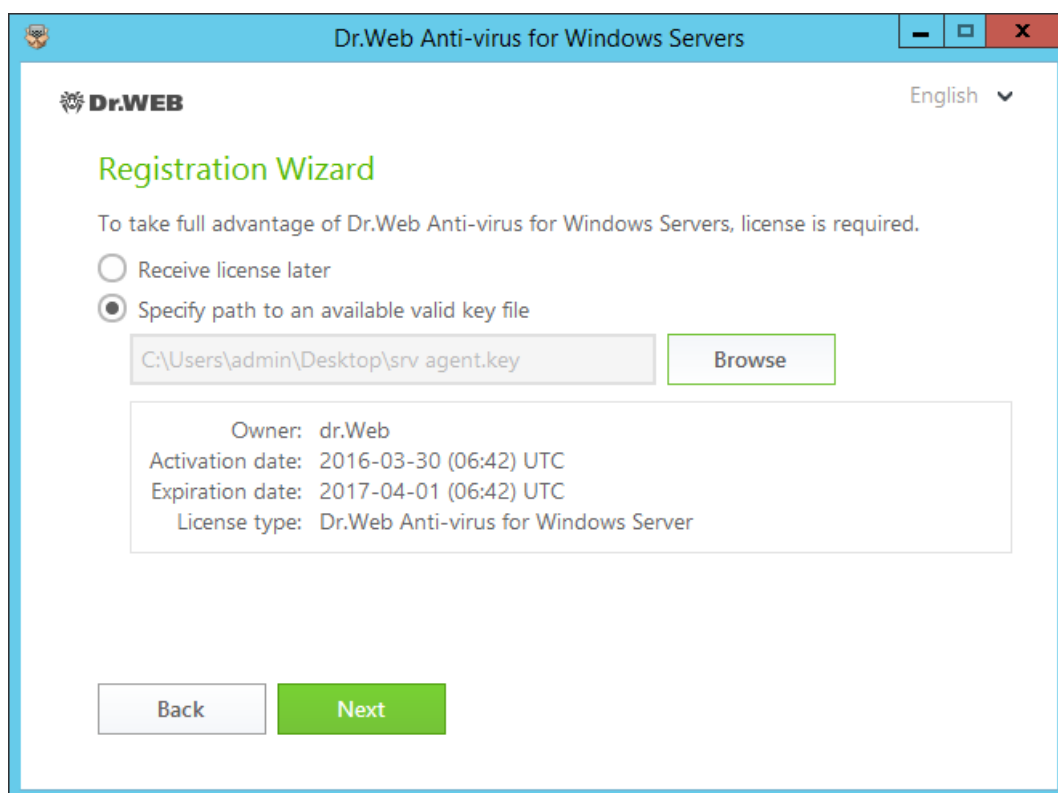 Dr.Web Anti-virus for Windows Servers
Dr.WEB
English
Registration Wizard
To take full advantage of Dr.Web Anti-virus for Windows Servers, license is required.
Receive license later
Specify path to an available valid key file
C:\Users\admin\Desktop\srv agent.key
Browse
Owner: dr.Web
Activation date: 2016-03-30 (06:42) UTC
Expiration date: 2017-04-01 (06:42) UTC
License type: Dr.Web Anti-virus for Windows Server
Back
Next